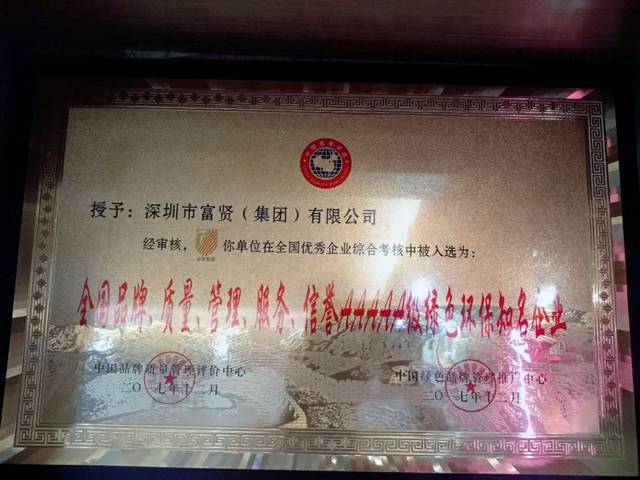 授予：深圳市富贤（集团）有限公司
经审核， 你单位在全国优秀企业综合考核中被入选为：
全国品牌、质量、管理、服务、信誉AAAAA级绿色环保知名企业
中国品牌质量管理评价中心
中国绿色品牌管理推广中心
二〇一七年十二月
二〇一七年十二月